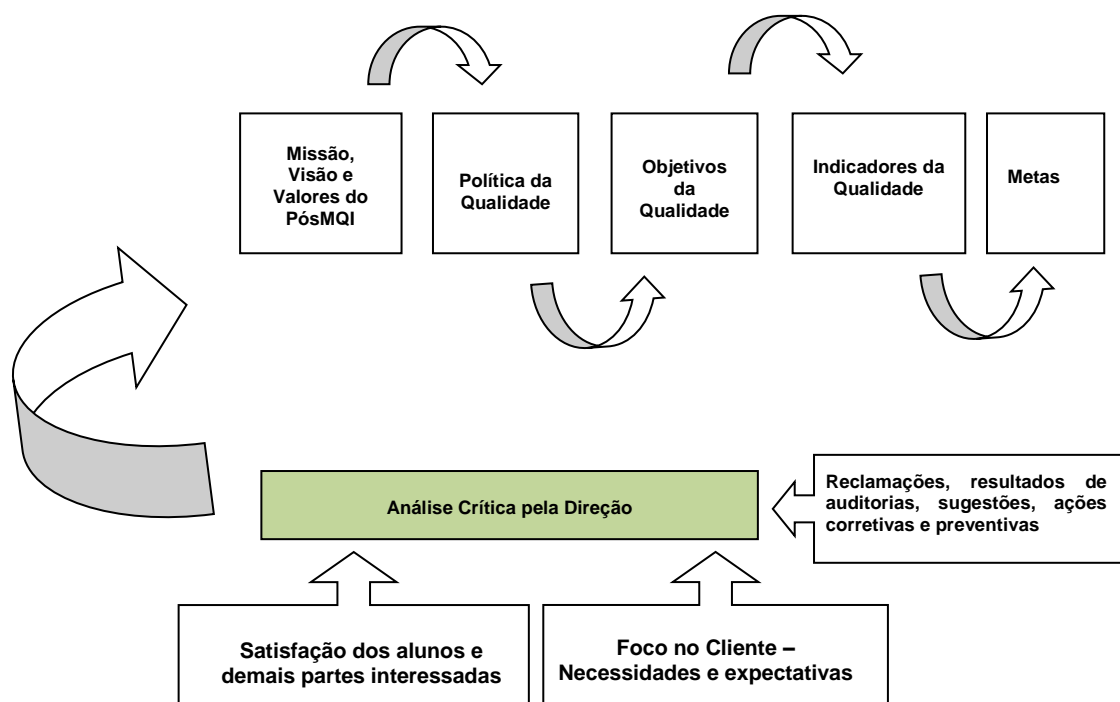 Missão,
Visão e
Valores do
PósMQI
Política da
Qualidade
Objetivos
da
Qualidade
Indicadores da
Qualidade
Metas
Análise Crítica pela Direção
Reclamações, resultados de
auditorias, sugestões, ações
corretivas e preventivas
Satisfação dos alunos e
demais partes interessadas
Foco no Cliente –
Necessidades e expectativas